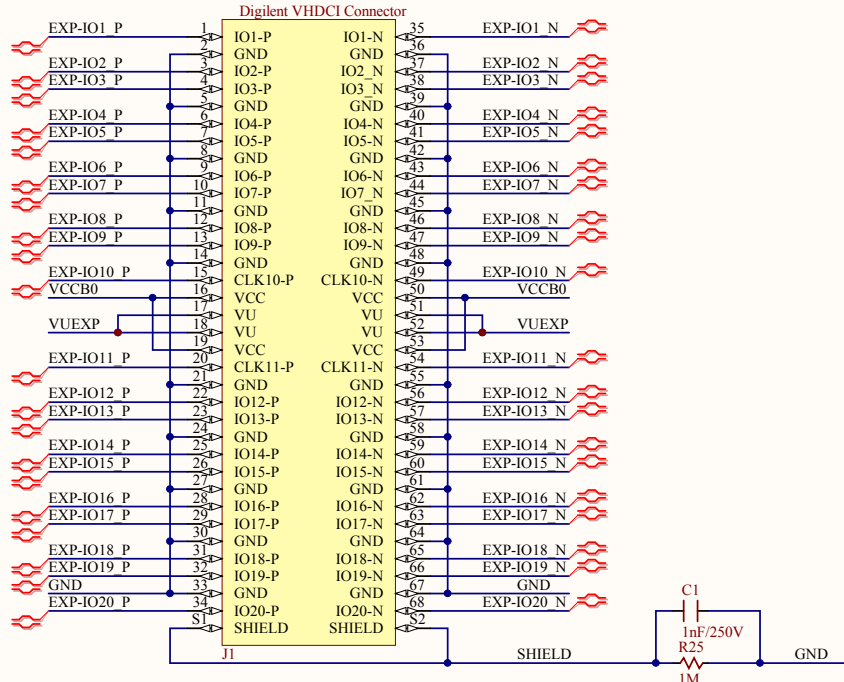 Digilent VHDCI Connector
EXP-IO1_P 1 IO1-P IO1-N 35 EXP-IO1_N
2 GND GND 36
EXP-IO2_P 3 IO2-P IO2_N 37 EXP-IO2_N
EXP-IO3_P 4 IO3-P IO3_N 38 EXP-IO3_N
5 GND GND 39
EXP-IO4_P 6 IO4-P IO4-N 40 EXP-IO4_N
EXP-IO5_P 7 IO5-P IO5-N 41 EXP-IO5_N
8 GND GND 42
EXP-IO6_P 9 IO6-P IO6-N 43 EXP-IO6_N
EXP-IO7_P 10 IO7-P IO7_N 44 EXP-IO7_N
11 GND GND 45
EXP-IO8_P 12 IO8-P IO8-N 46 EXP-IO8_N
EXP-IO9_P 13 IO9-P IO9-N 47 EXP-IO9_N
14 GND GND 48
EXP-IO10_P 15 CLK10-P CLK10-N 49 EXP-IO10_N
VCCB0 16 VCC VCC 50 VCCB0
17 VU VU 51
VUEXP 18 VU VU 52 VUEXP
19 VCC VCC 53
EXP-IO11_P 20 CLK11-P CLK11-N 54 EXP-IO11_N
21 GND GND 55
EXP-IO12_P 22 IO12-P IO12-N 56 EXP-IO12_N
EXP-IO13_P 23 IO13-P IO13-N 57 EXP-IO13_N
24 GND GND 58
EXP-IO14_P 25 IO14-P IO14-N 59 EXP-IO14_N
EXP-IO15_P 26 IO15-P IO15-N 60 EXP-IO15_N
27 GND GND 61
EXP-IO16_P 28 IO16-P IO16-N 62 EXP-IO16_N
EXP-IO17_P 29 IO17-P IO17-N 63 EXP-IO17_N
30 GND GND 64
EXP-IO18_P 31 IO18-P IO18-N 65 EXP-IO18_N
EXP-IO19_P 32 IO19-P IO19-N 66 EXP-IO19_N
GND 33 GND GND 67 GND
EXP-IO20_P 34 IO20-P IO20-N 68 EXP-IO20_N
S1 SHIELD SHIELD S2
C1
1nF/250V
J1 SHIELD R25 GND
1M